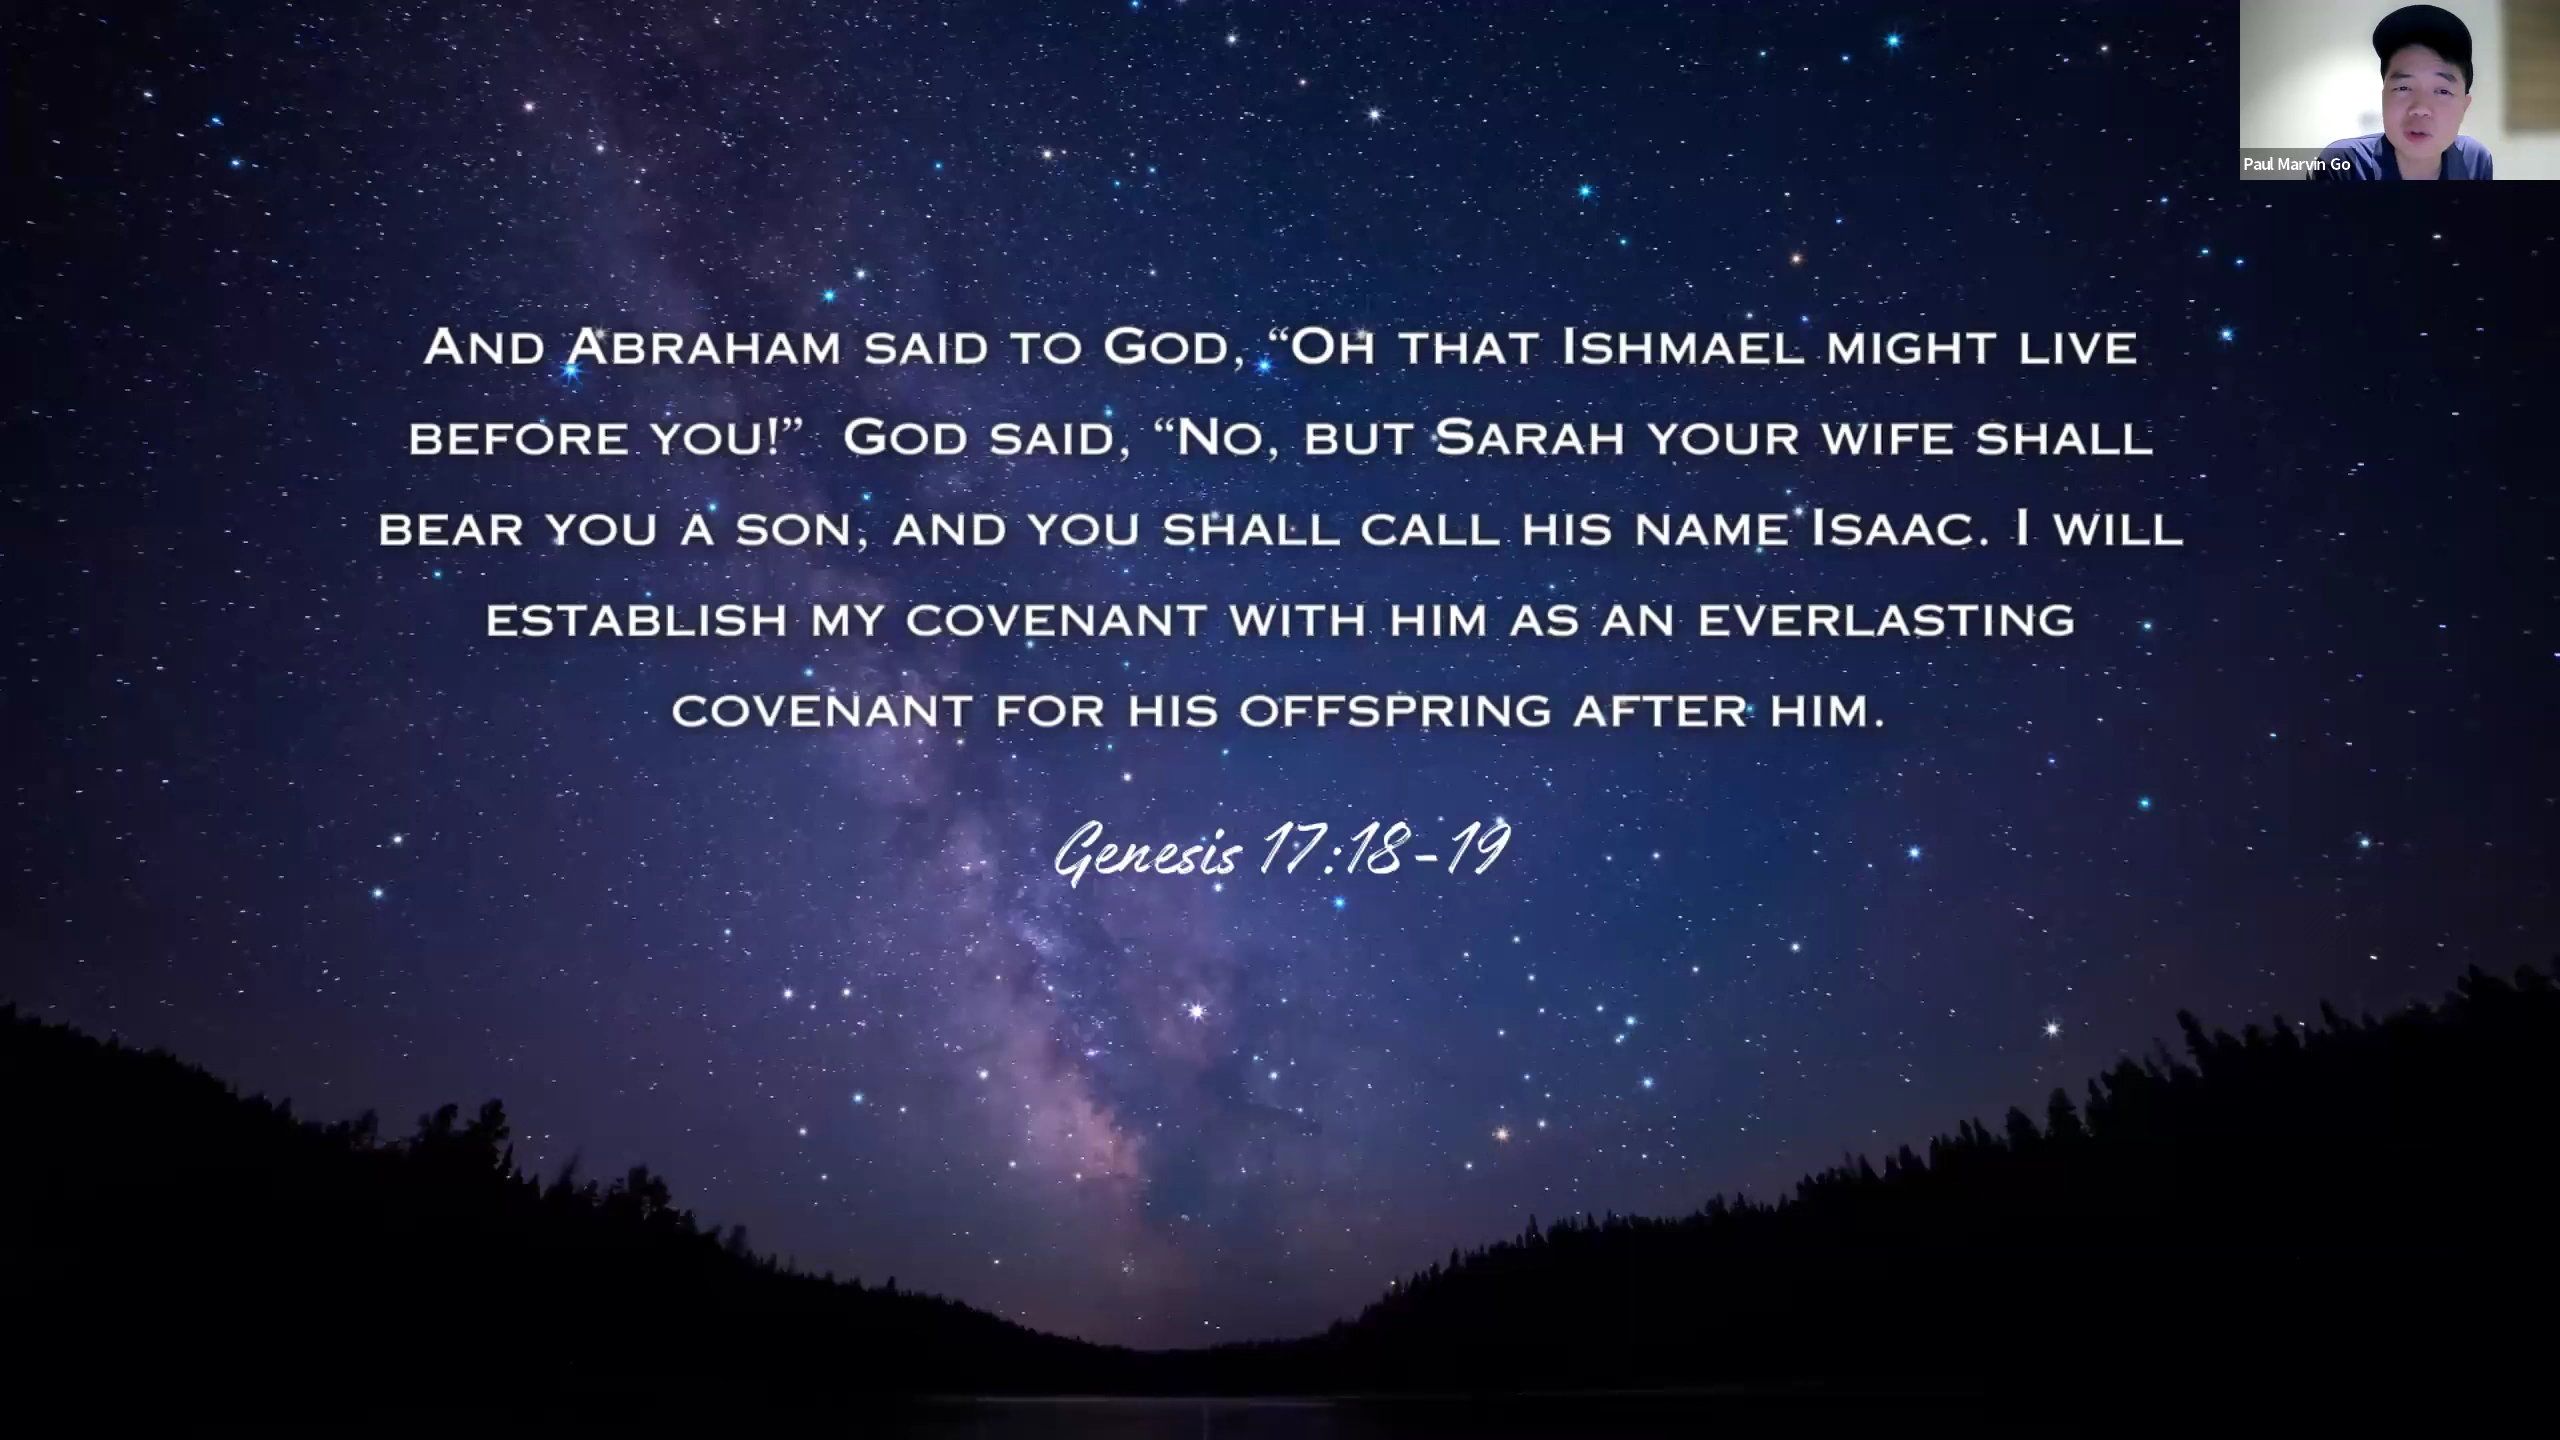 And Abraham said to God, “Oh that Ishmael might live
before you!”  God said, “No, but Sarah your wife shall
bear you a son, and you shall call his name Isaac. I will
establish my covenant with him as an everlasting
covenant for his offspring after him.
Genesis 17:18-19
Paul Marvin Go